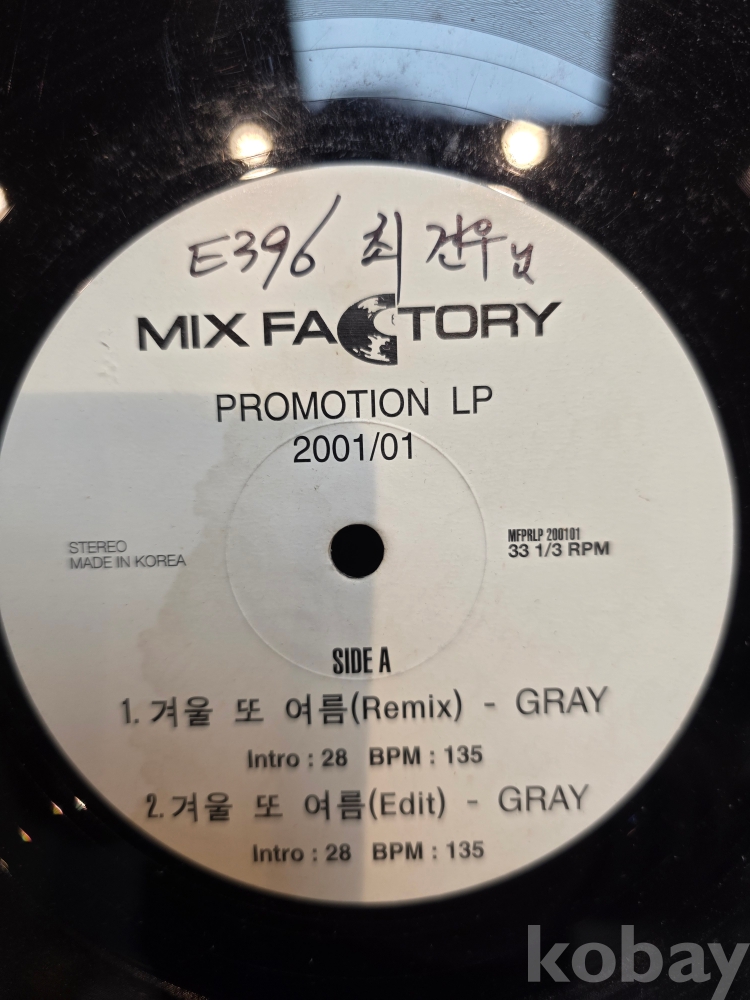 E396 최건우님
MIX FACTORY
PROMOTION LP
2001/01
STEREO
MADE IN KOREA
MFPRLP 200101
33 1/3 RPM
SIDE A
1. 겨울 또 여름(Remix) - GRAY
Intro : 28 BPM : 135
2. 겨울 또 여름(Edit) - GRAY
Intro : 28 BPM : 135
kobay